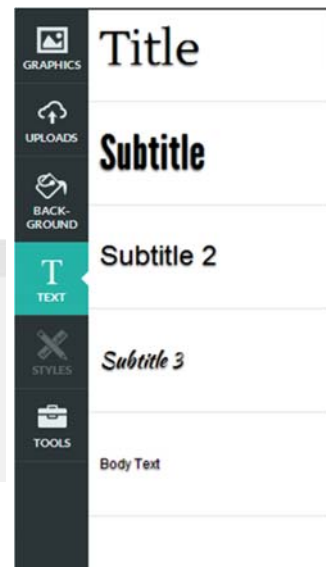 GRAPHICS
UPLOADS
BACK-
GROUND
T
TEXT
STYLES
TOOLS
Title
Subtitle
Subtitle 2
Subtitle 3
Body Text